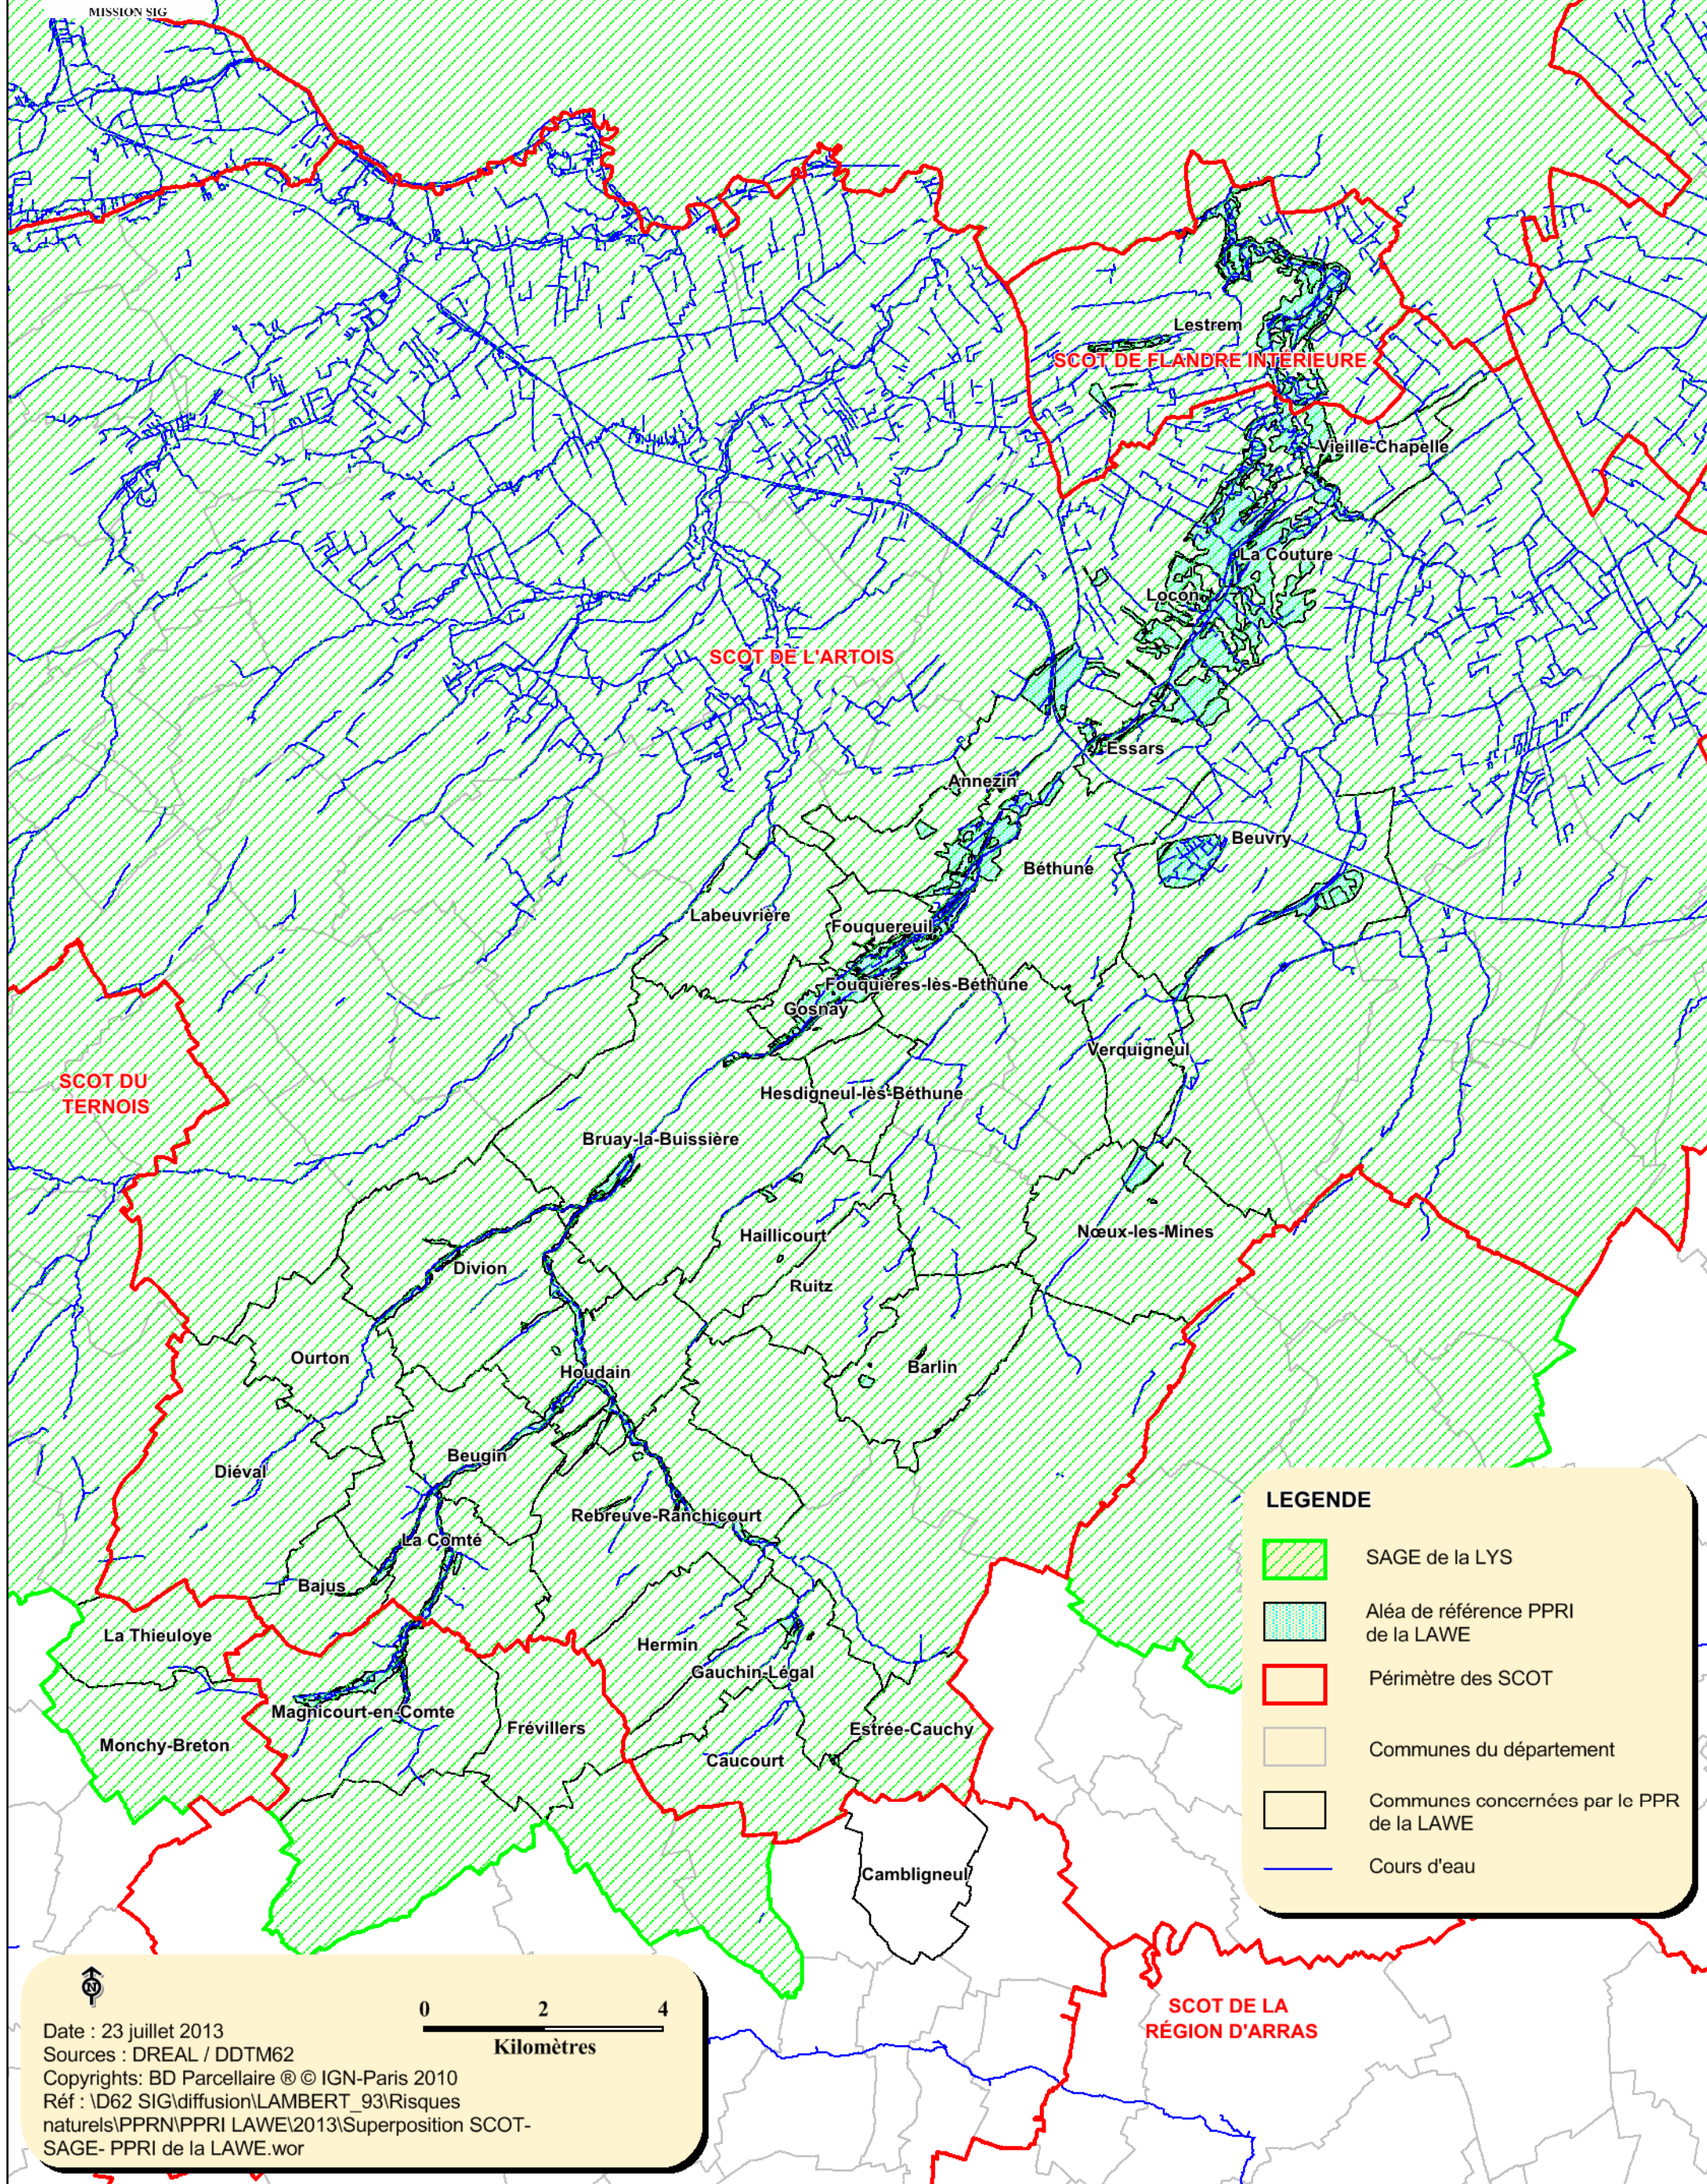 MISSION SIG
Lestrem
SCOT DE FLANDRE INTERIEURE
Vieille-Chapelle
La Couture
Locon
SCOT DE L'ARTOIS
Essars
Annezin
Beuvry
Béthune
Labeuvrière
Fouquereuil
Fouquières-lès-Béthune
Gosnay
Verquigneul
SCOT DU
TERNOIS
Hesdigneul-lès-Béthune
Bruay-la-Buissière
Haillicourt
Nœux-les-Mines
Divion
Ruitz
Ourton
Houdain
Barlin
Beugin
Diéval
Rebreuve-Ranchicourt
La Comté
Bajus
La Thieuloye
Hermin
Gauchin-Légal
Magnicourt-en-Comte
Frévillers
Estrée-Cauchy
Monchy-Breton
Caucourt
Cambligneul
SCOT DE LA
RÉGION D'ARRAS
LEGENDE
SAGE de la LYS
Aléa de référence PPRI
de la LAWE
Périmètre des SCOT
Communes du département
Communes concernées par le PPR
de la LAWE
Cours d'eau
N
0 2 4
Kilomètres
Date : 23 juillet 2013
Sources : DREAL / DDTM62
Copyrights: BD Parcellaire ® © IGN-Paris 2010
Réf : \D62 SIG\diffusion\LAMBERT_93\Risques
naturels\PPRN\PPRI LAWE\2013\Superposition SCOT-
SAGE- PPRI de la LAWE.wor